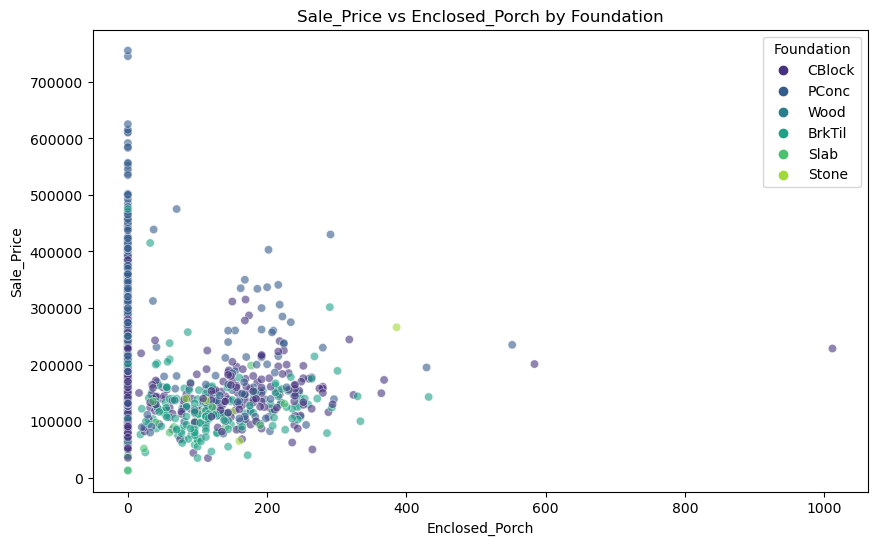 Sale_Price vs Enclosed_Porch by Foundation
Foundation
CBlock
PConc
Wood
BrkTil
Slab
Stone
Sale_Price
700000
600000
500000
400000
300000
200000
100000
0
0 200 400 600 800 1000
Enclosed_Porch